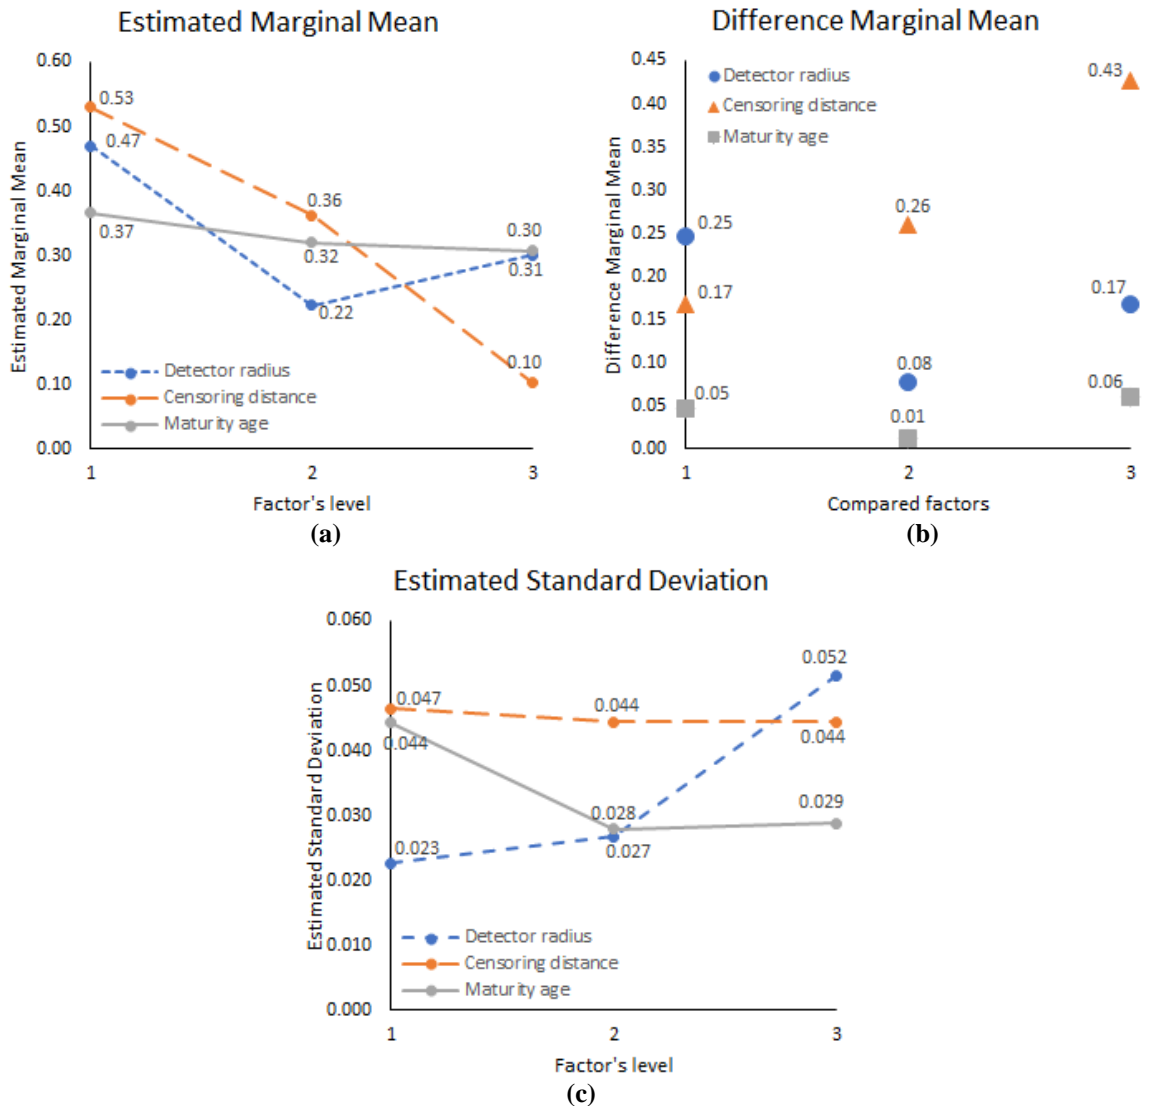 Estimated Marginal Mean
Estimated Marginal Mean
0.60
0.50
0.40
0.30
0.20
0.10
0.00
0.53
0.47
0.37
0.36
0.32
0.22
0.30
0.31
0.10
Detector radius
Censoring distance
Maturity age
1 2 3
Factor's level
(a)
Difference Marginal Mean
Difference Marginal Mean
0.45
0.40
0.35
0.30
0.25
0.20
0.15
0.10
0.05
0.00
Detector radius
Censoring distance
Maturity age
0.25
0.17
0.05
0.26
0.08
0.01
0.43
0.17
0.06
1 2 3
Compared factors
(b)
Estimated Standard Deviation
Estimated Standard Deviation
0.060
0.050
0.040
0.030
0.020
0.010
0.000
0.047
0.044
0.023
0.044
0.028
0.027
0.052
0.044
0.029
Detector radius
Censoring distance
Maturity age
1 2 3
Factor's level
(c)